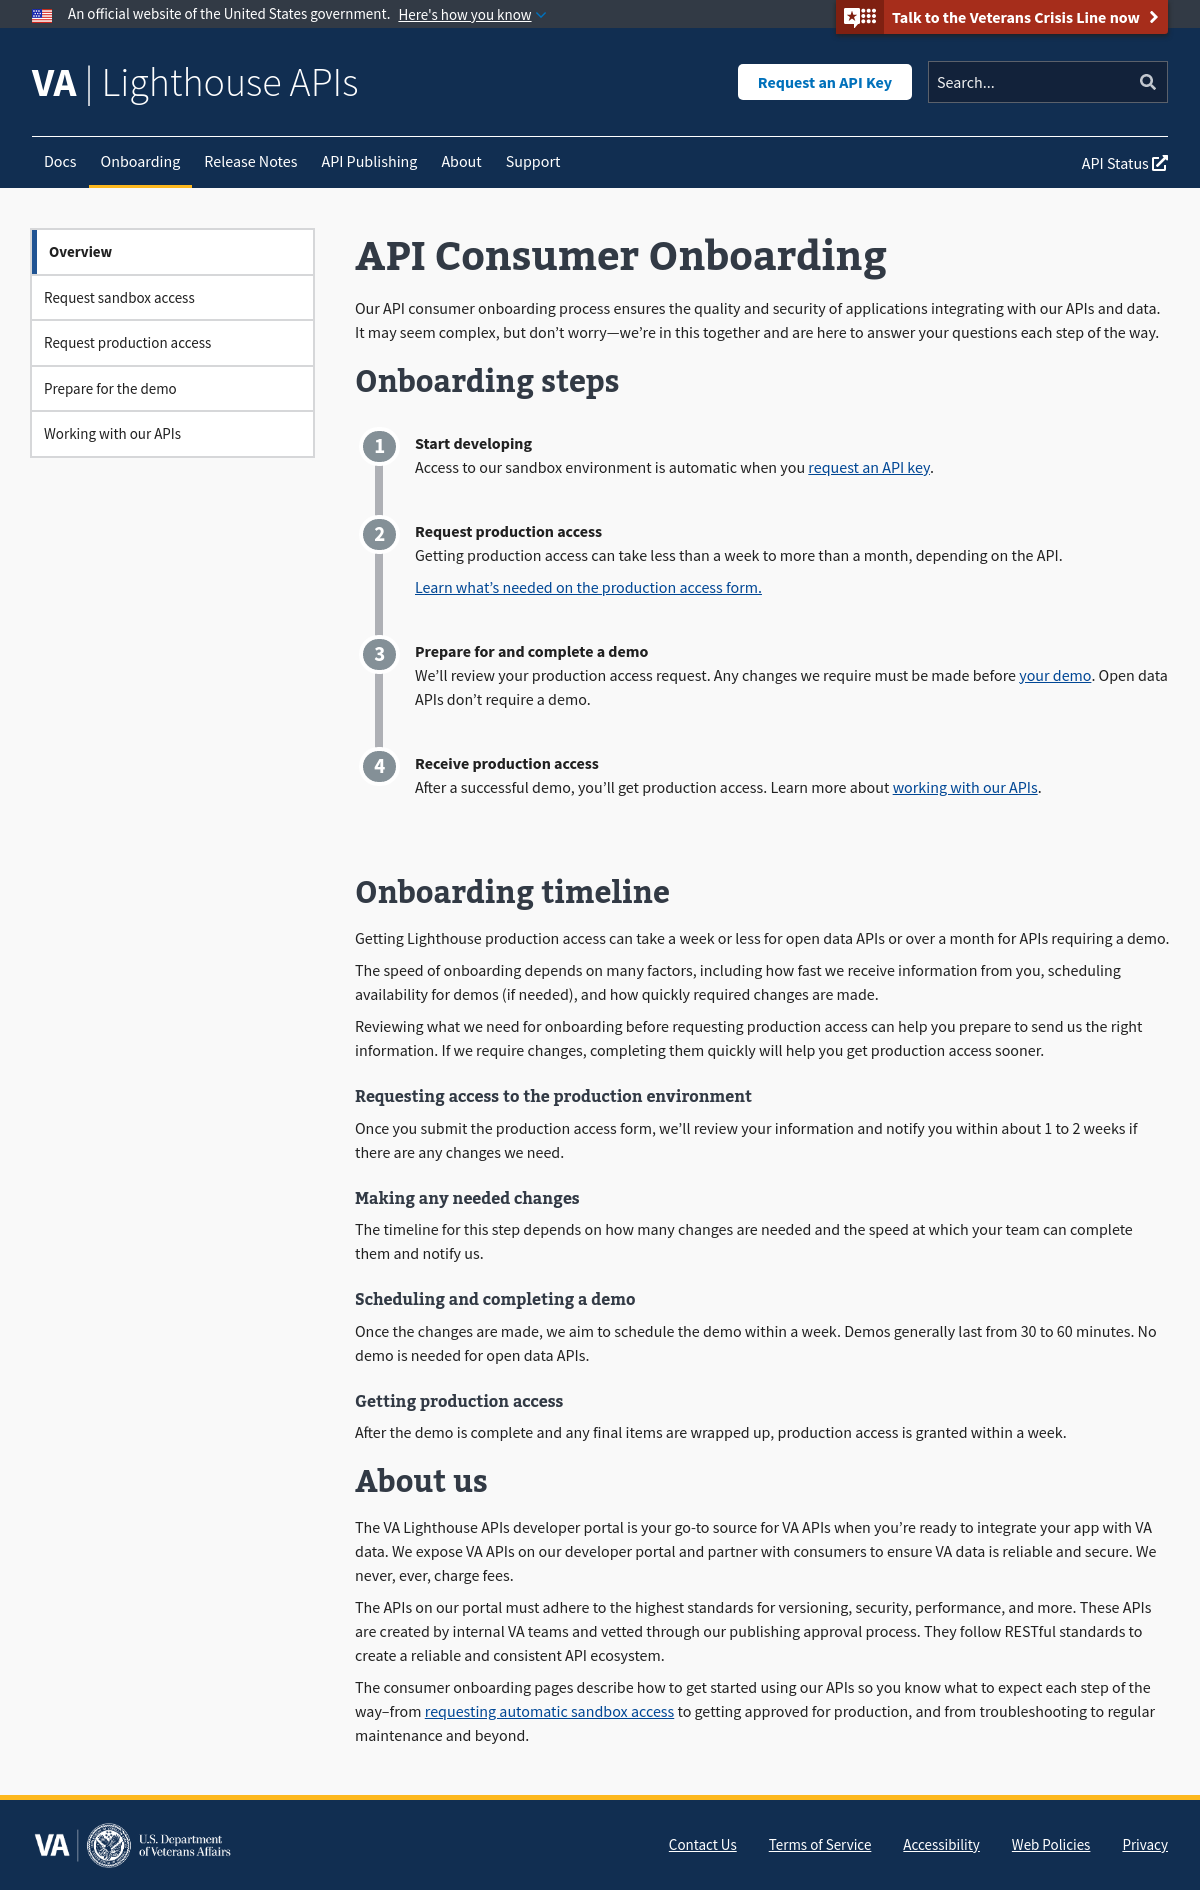 An official website of the United States government. Here's how you know
Talk to the Veterans Crisis Line now
VA | Lighthouse APIs
Request an API Key
Search...
Docs Onboarding Release Notes API Publishing About Support
API Status
Overview
Request sandbox access
Request production access
Prepare for the demo
Working with our APIs
API Consumer Onboarding
Our API consumer onboarding process ensures the quality and security of applications integrating with our APIs and data.
It may seem complex, but don’t worry—we’re in this together and are here to answer your questions each step of the way.
Onboarding steps
1 Start developing
Access to our sandbox environment is automatic when you request an API key.
2 Request production access
Getting production access can take less than a week to more than a month, depending on the API.
Learn what’s needed on the production access form.
3 Prepare for and complete a demo
We’ll review your production access request. Any changes we require must be made before your demo. Open data
APIs don’t require a demo.
4 Receive production access
After a successful demo, you’ll get production access. Learn more about working with our APIs.
Onboarding timeline
Getting Lighthouse production access can take a week or less for open data APIs or over a month for APIs requiring a demo.
The speed of onboarding depends on many factors, including how fast we receive information from you, scheduling
availability for demos (if needed), and how quickly required changes are made.
Reviewing what we need for onboarding before requesting production access can help you prepare to send us the right
information. If we require changes, completing them quickly will help you get production access sooner.
Requesting access to the production environment
Once you submit the production access form, we’ll review your information and notify you within about 1 to 2 weeks if
there are any changes we need.
Making any needed changes
The timeline for this step depends on how many changes are needed and the speed at which your team can complete
them and notify us.
Scheduling and completing a demo
Once the changes are made, we aim to schedule the demo within a week. Demos generally last from 30 to 60 minutes. No
demo is needed for open data APIs.
Getting production access
After the demo is complete and any final items are wrapped up, production access is granted within a week.
About us
The VA Lighthouse APIs developer portal is your go-to source for VA APIs when you’re ready to integrate your app with VA
data. We expose VA APIs on our developer portal and partner with consumers to ensure VA data is reliable and secure. We
never, ever, charge fees.
The APIs on our portal must adhere to the highest standards for versioning, security, performance, and more. These APIs
are created by internal VA teams and vetted through our publishing approval process. They follow RESTful standards to
create a reliable and consistent API ecosystem.
The consumer onboarding pages describe how to get started using our APIs so you know what to expect each step of the
way–from requesting automatic sandbox access to getting approved for production, and from troubleshooting to regular
maintenance and beyond.
VA
U.S. Department
of Veterans Affairs
Contact Us Terms of Service Accessibility Web Policies Privacy